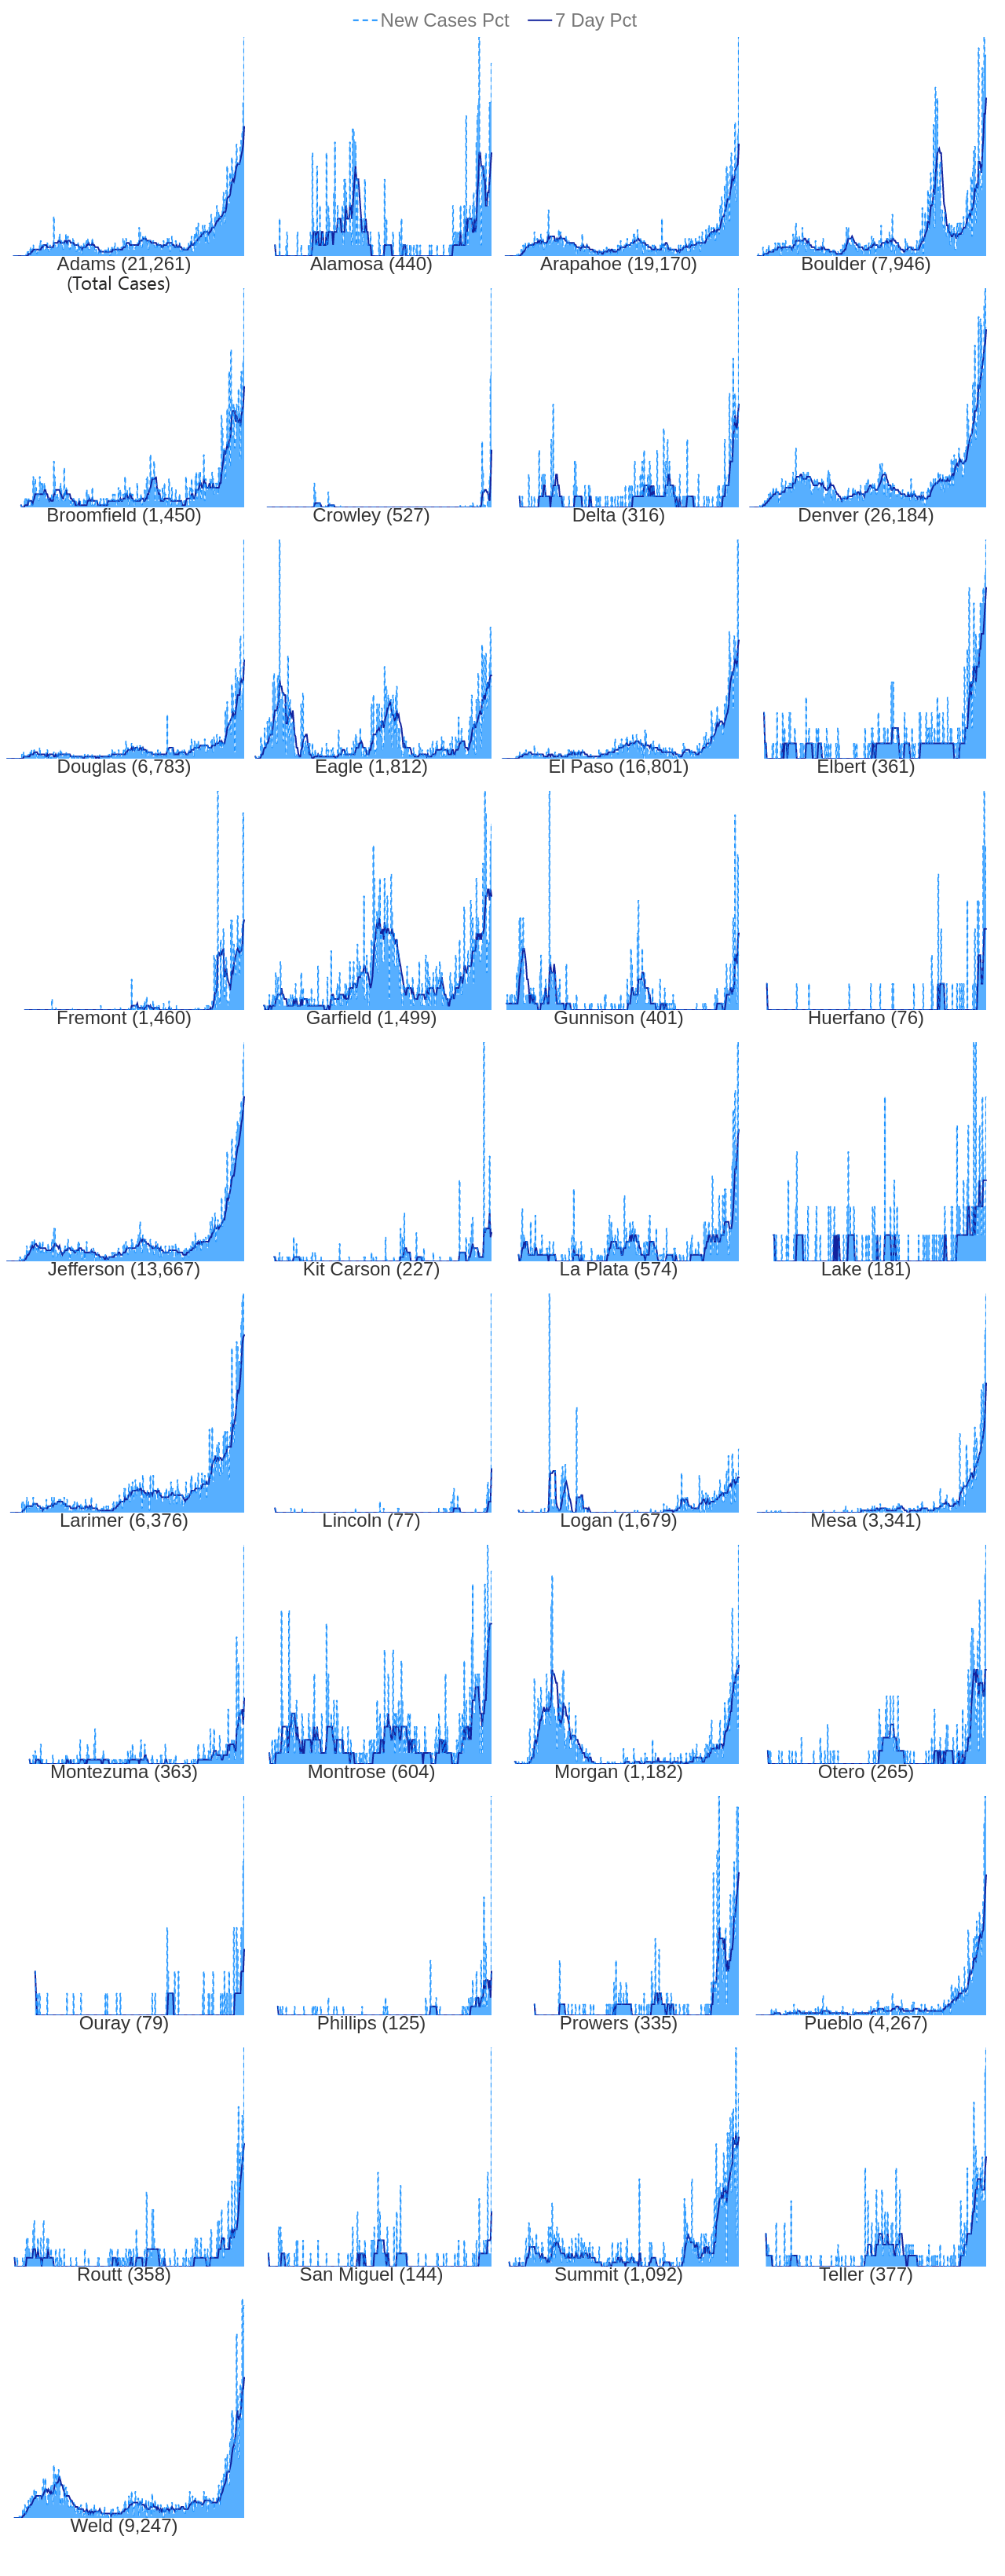 New Cases Pct 7 Day Pct
Adams (21,261) Alamosa (440) Arapahoe (19,170) Boulder (7,946)
(Total Cases)
Broomfield (1,450) Crowley (527) Delta (316) Denver (26,184)
Douglas (6,783) Eagle (1,812) El Paso (16,801) Elbert (361)
Fremont (1,460) Garfield (1,499) Gunnison (401) Huerfano (76)
Jefferson (13,667) Kit Carson (227) La Plata (574) Lake (181)
Larimer (6,376) Lincoln (77) Logan (1,679) Mesa (3,341)
Montezuma (363) Montrose (604) Morgan (1,182) Otero (265)
Ouray (79) Phillips (125) Prowers (335) Pueblo (4,267)
Routt (358) San Miguel (144) Summit (1,092) Teller (377)
Weld (9,247)